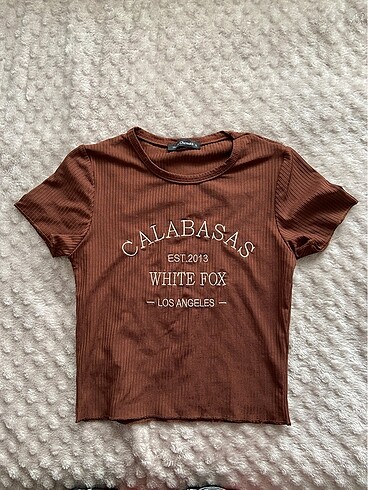 CALABASAS
EST.2013
WHITE FOX
— LOS ANGELES —